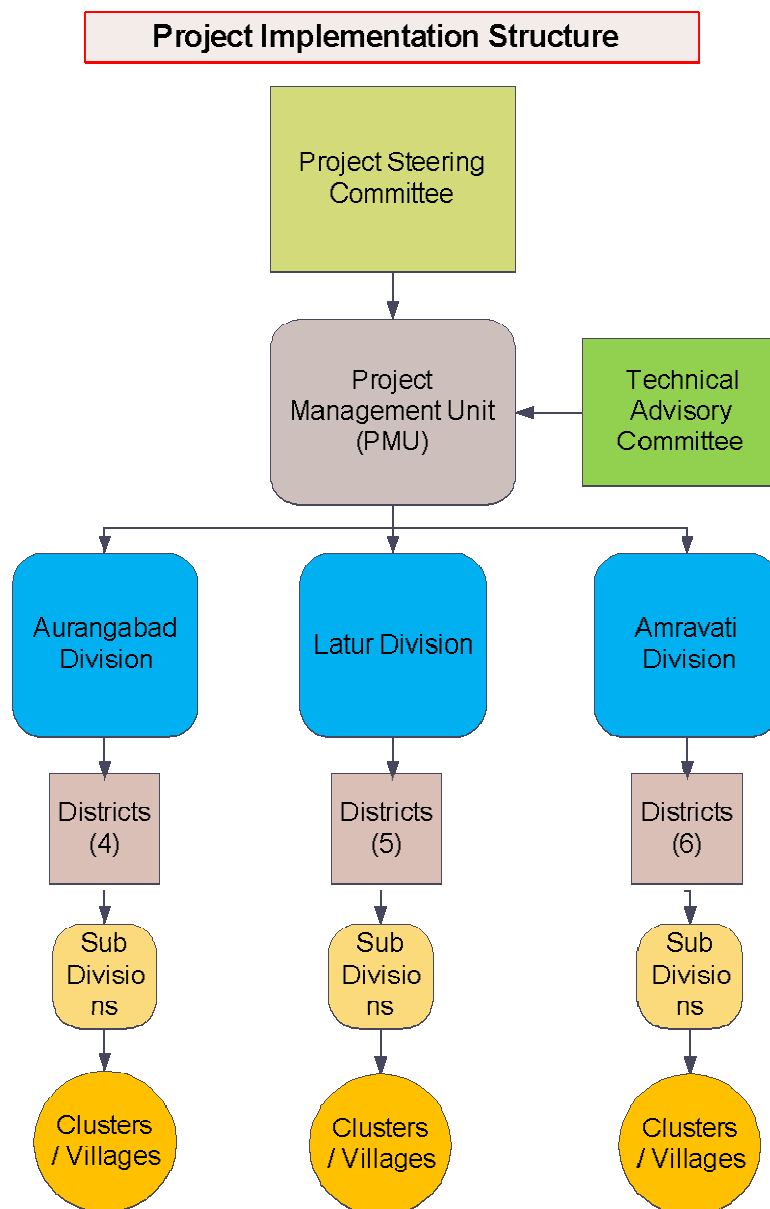 Project Implementation Structure
Project Steering
Committee
Project
Management Unit
(PMU)
Technical
Advisory
Committee
Aurangabad
Division
Latur Division
Amravati
Division
Districts
(4)
Districts
(5)
Districts
(6)
Sub
Divisio
ns
Sub
Divisio
ns
Sub
Divisio
ns
Clusters
/ Villages
Clusters
/ Villages
Clusters
/ Villages